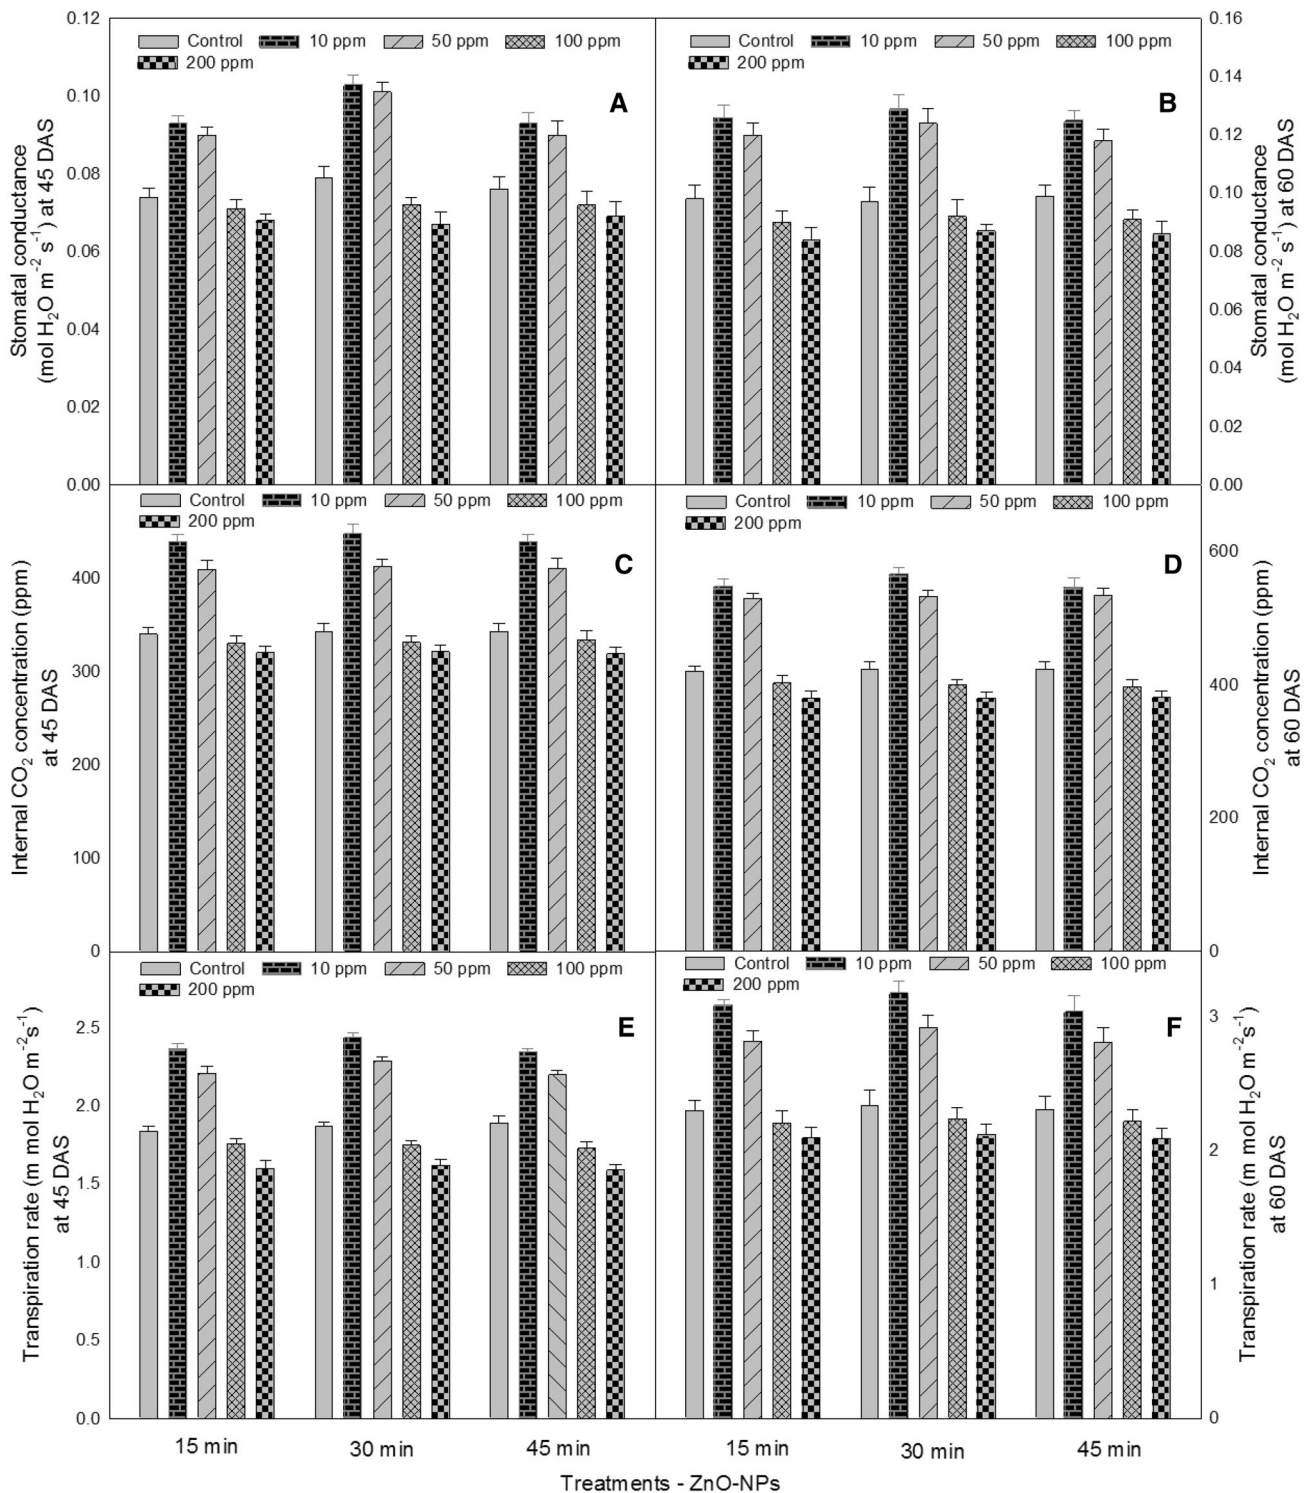 Control 10 ppm 50 ppm 100 ppm
200 ppm
A
0.12
0.10
0.08
0.06
0.04
0.02
0.00
Stomatal conductance
(mol H₂O m⁻² s⁻¹) at 45 DAS
Control 10 ppm 50 ppm 100 ppm
200 ppm
B
0.16
0.14
0.12
0.10
0.08
0.06
0.04
0.02
0.00
Stomatal conductance
(mol H₂O m⁻² s⁻¹) at 60 DAS
Control 10 ppm 50 ppm 100 ppm
200 ppm
C
400
300
200
100
0
Internal CO₂ concentration (ppm)
at 45 DAS
Control 10 ppm 50 ppm 100 ppm
200 ppm
D
600
400
200
0
Internal CO₂ concentration (ppm)
at 60 DAS
Control 10 ppm 50 ppm 100 ppm
200 ppm
E
2.5
2.0
1.5
1.0
0.5
0.0
Transpiration rate (m mol H₂O m⁻²s⁻¹)
at 45 DAS
Control 10 ppm 50 ppm 100 ppm
200 ppm
F
3
2
1
0
Transpiration rate (m mol H₂O m⁻²s⁻¹)
at 60 DAS
15 min 30 min 45 min 15 min 30 min 45 min
Treatments - ZnO-NPs